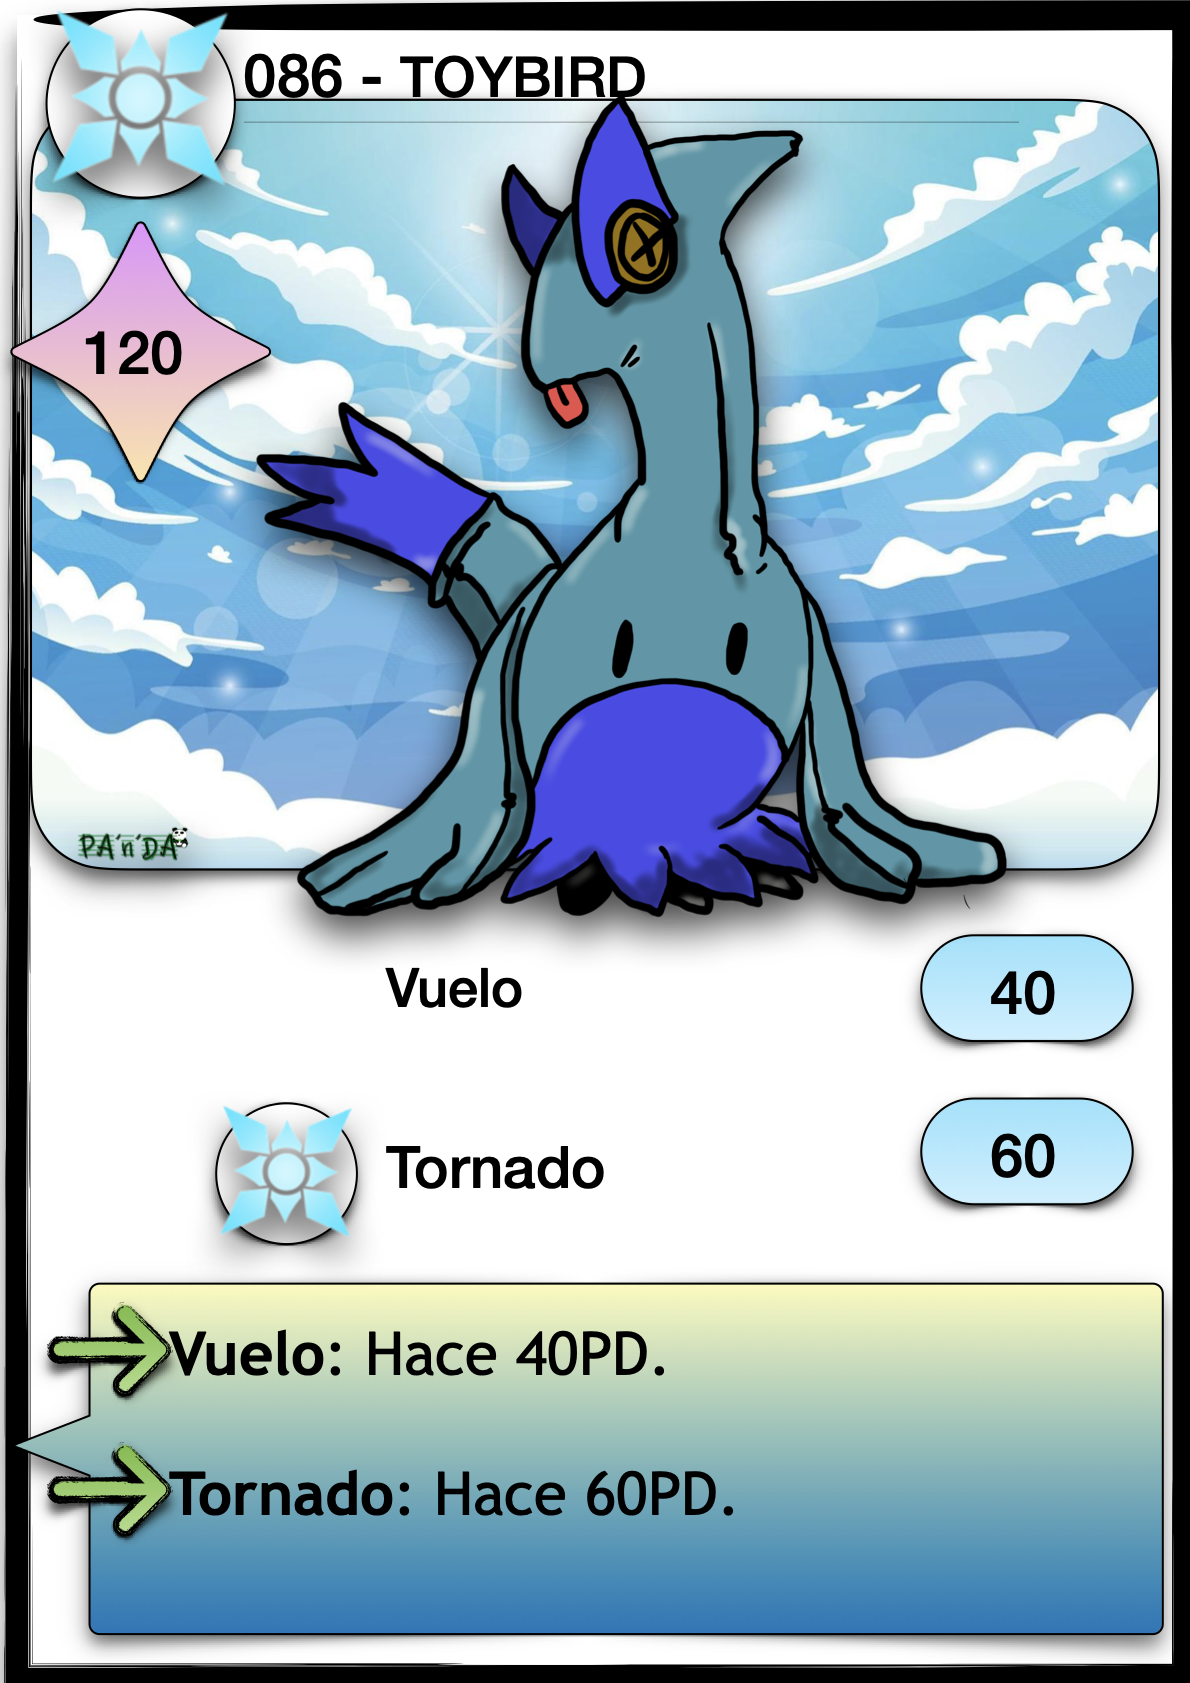 086 - TOYBIRD
120
PA'n'DA
Vuelo
40
Tornado
60
Vuelo: Hace 40PD.
Tornado: Hace 60PD.